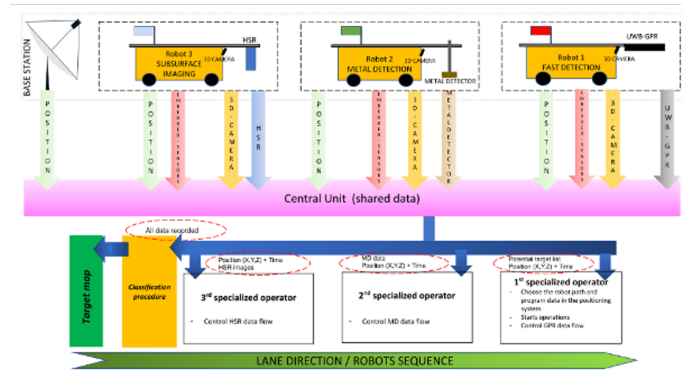 BASE STATION
Robot 3
SUBSURFACE
IMAGING
HSR
3D CAMERA
Robot 2
METAL DETECTION
3D CAMERA
METAL DETECTOR
Robot 1
FAST DETECTION
UWB-GPR
3D CAMERA
POSITION
POSITION
EMBEDDED-SENSORS
3D-CAMERA
HSR
POSITION
EMBEDDED-SENSORS
3D-CAMERA
METALDETECTOR
POSITION
EMBEDDED-SENSORS
3D-CAMERA
UWB-GPR
Central Unit (shared data)
All data recorded
Target map
Classification
procedure
Position (X,Y,Z) + Time
HSR images
3rd specialized operator
- Control HSR data flow
MD data
Position (X,Y,Z) + Time
2nd specialized operator
- Control MD data flow
Potential target list
Position (X,Y,Z) + Time
1st specialized operator
- Choose the robot path and
program data in the positioning
system
- Starts operations
- Control GPR data flow
LANE DIRECTION / ROBOTS SEQUENCE